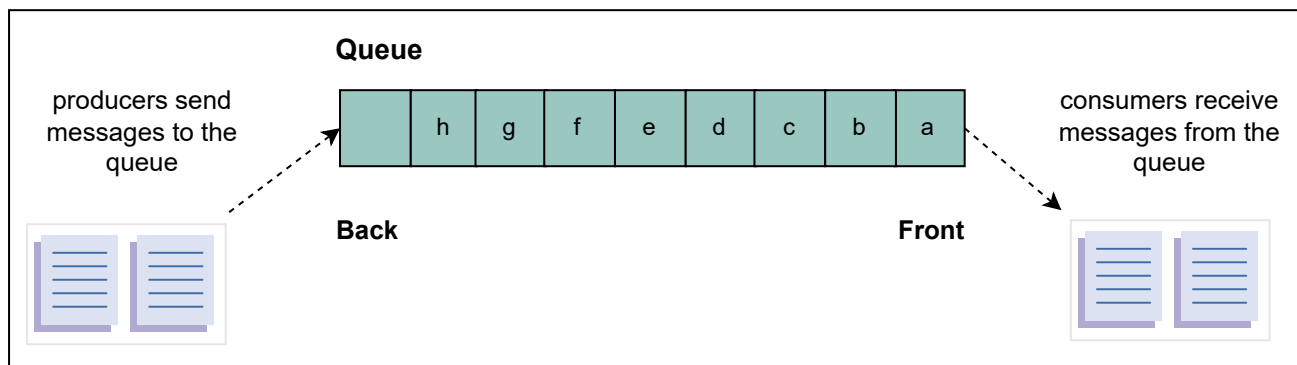 Queue
producers send
messages to the
queue
h g f e d c b a
consumers receive
messages from the
queue
Back
Front